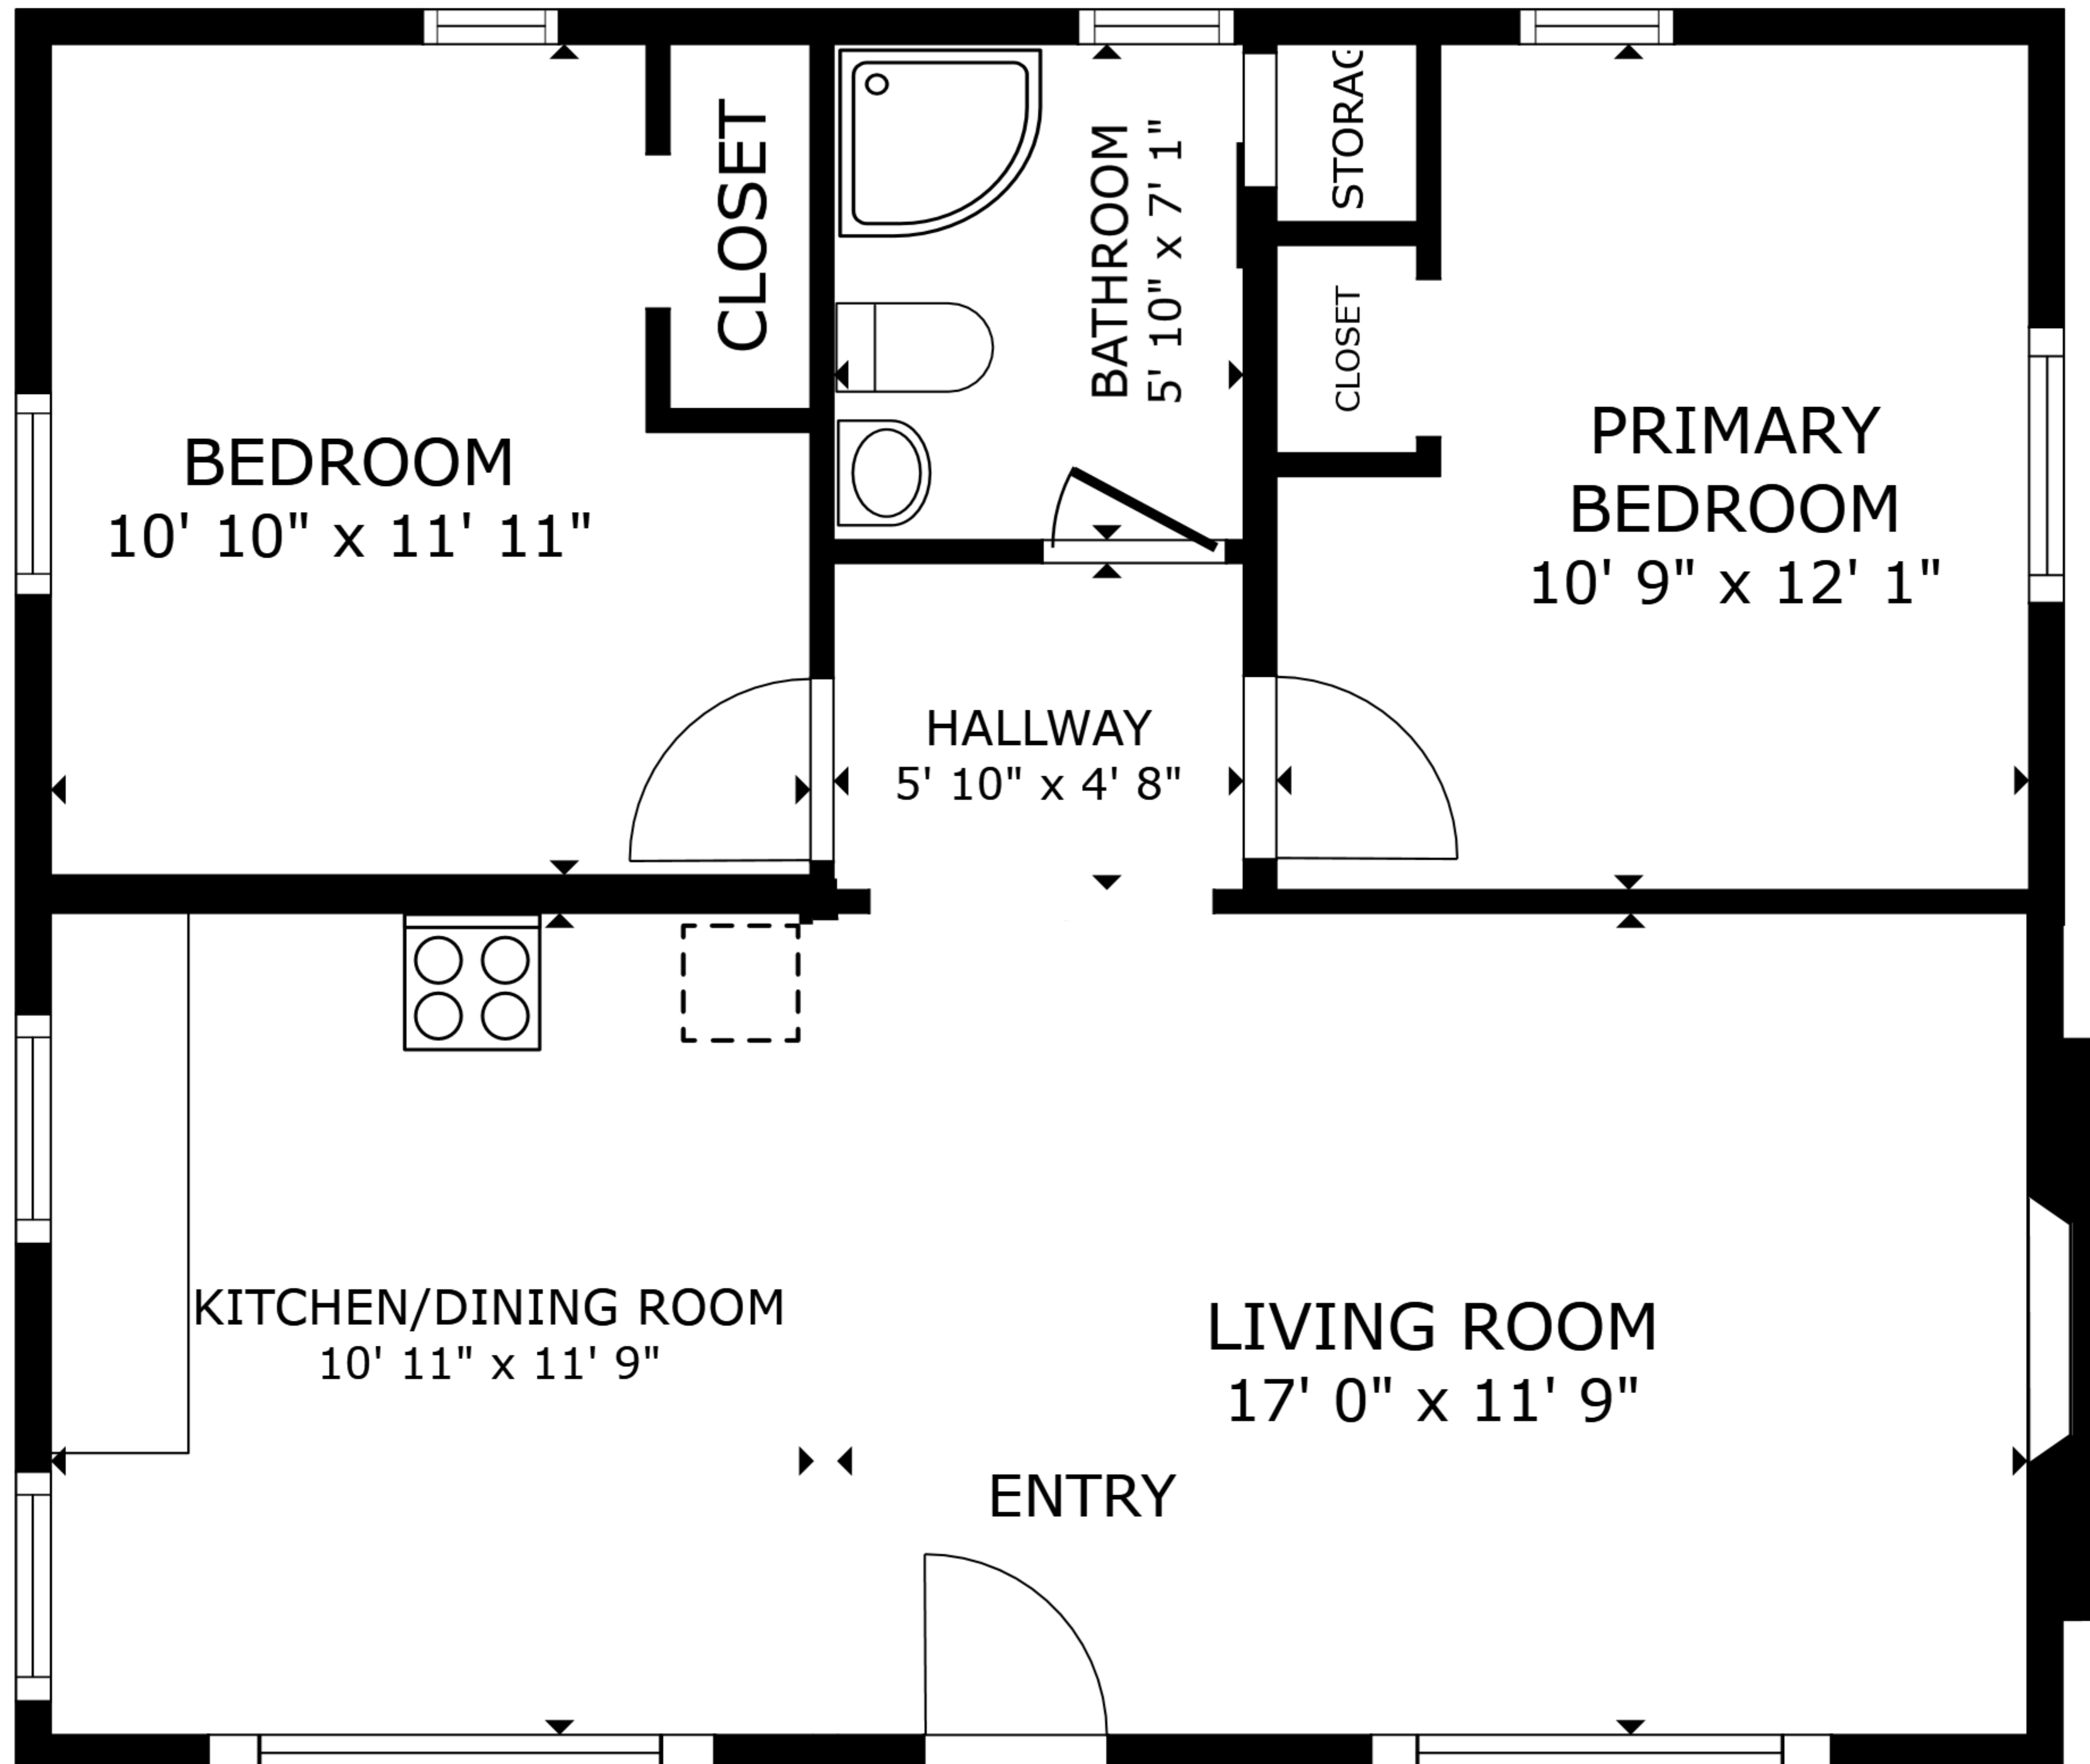 CLOSET
BATHROOM
5' 10" x 7' 1"
STORAG
CLOSET
BEDROOM
10' 10" x 11' 11"
PRIMARY
BEDROOM
10' 9" x 12' 1"
HALLWAY
5' 10" x 4' 8"
KITCHEN/DINING ROOM
10' 11" x 11' 9"
LIVING ROOM
17' 0" x 11' 9"
ENTRY